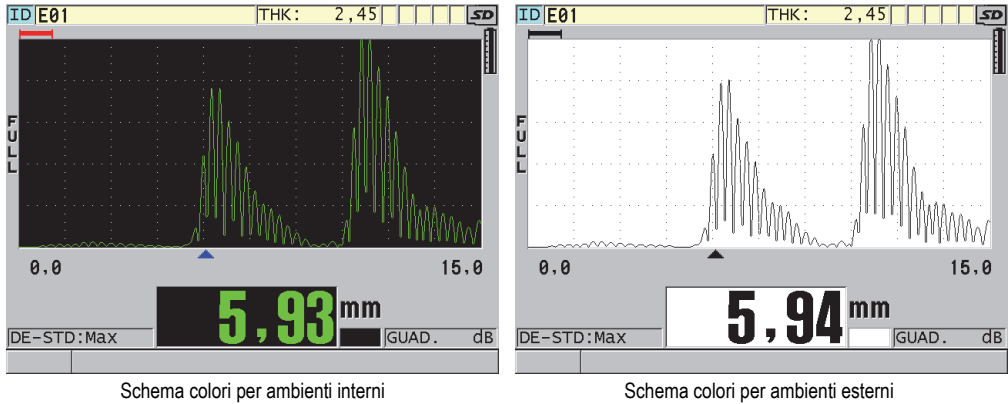 ID E01 THK: 2,45 SD
FULL
0,0 15,0
5,93 mm
DE-STD:Max GUAD. dB
Schema colori per ambienti interni
ID E01 THK: 2,45 SD
FULL
0,0 15,0
5,94 mm
DE-STD:Max GUAD. dB
Schema colori per ambienti esterni